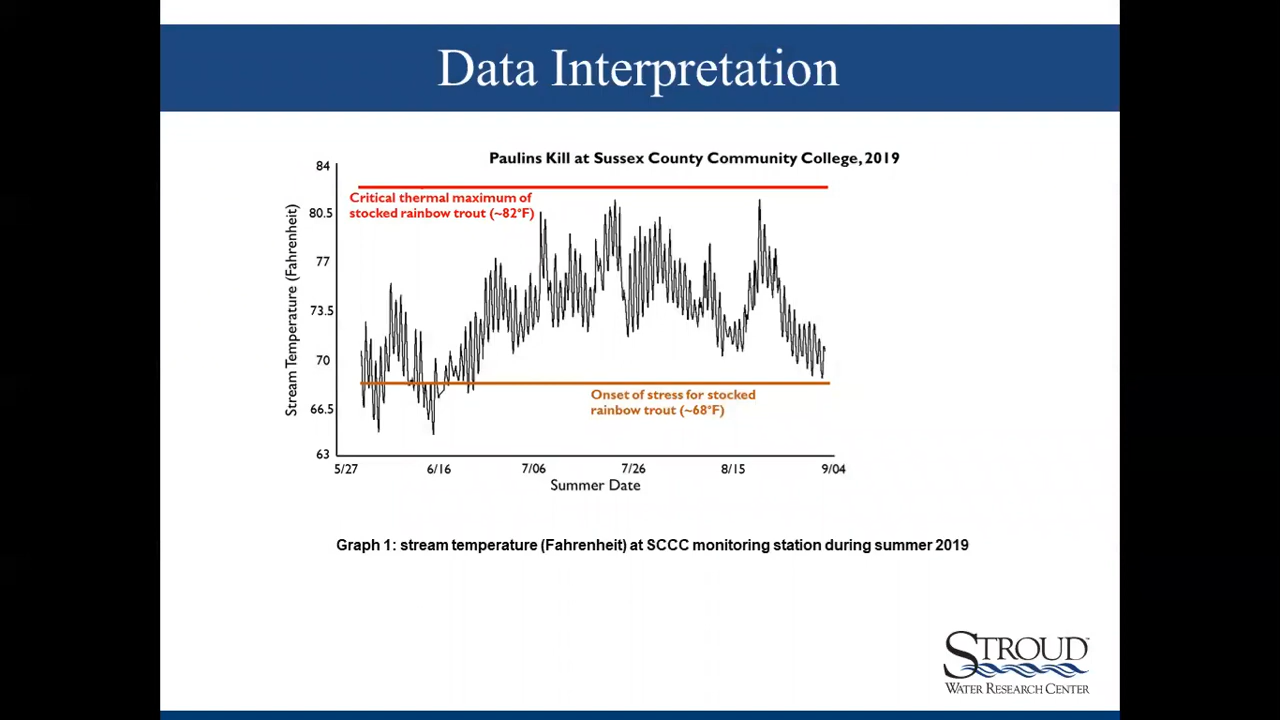 Data Interpretation
Paulins Kill at Sussex County Community College, 2019
84
Critical thermal maximum of
stocked rainbow trout (~82°F)
80.5
77
73.5
70
66.5
63
Stream Temperature (Fahrenheit)
Onset of stress for stocked
rainbow trout (~68°F)
5/27 6/16 7/06 7/26 8/15 9/04
Summer Date
Graph 1: stream temperature (Fahrenheit) at SCCC monitoring station during summer 2019
STROUD
WATER RESEARCH CENTER